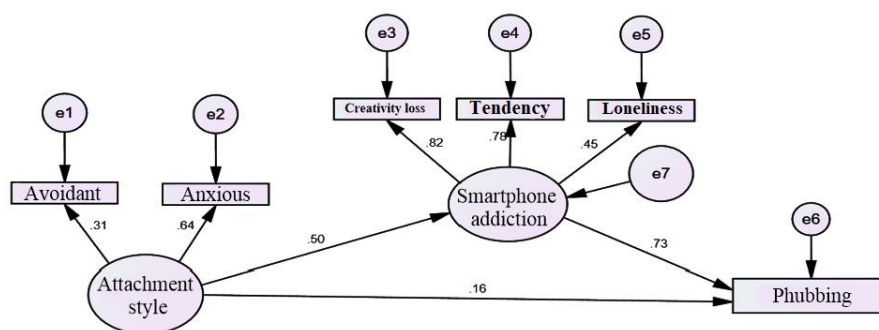 e3
e4
e5
Creativity loss
Tendency
Loneliness
e1
e2
.82
.78
.45
Avoidant
Anxious
Smartphone
addiction
e7
.31
.64
.50
.73
e6
Attachment
style
.16
Phubbing